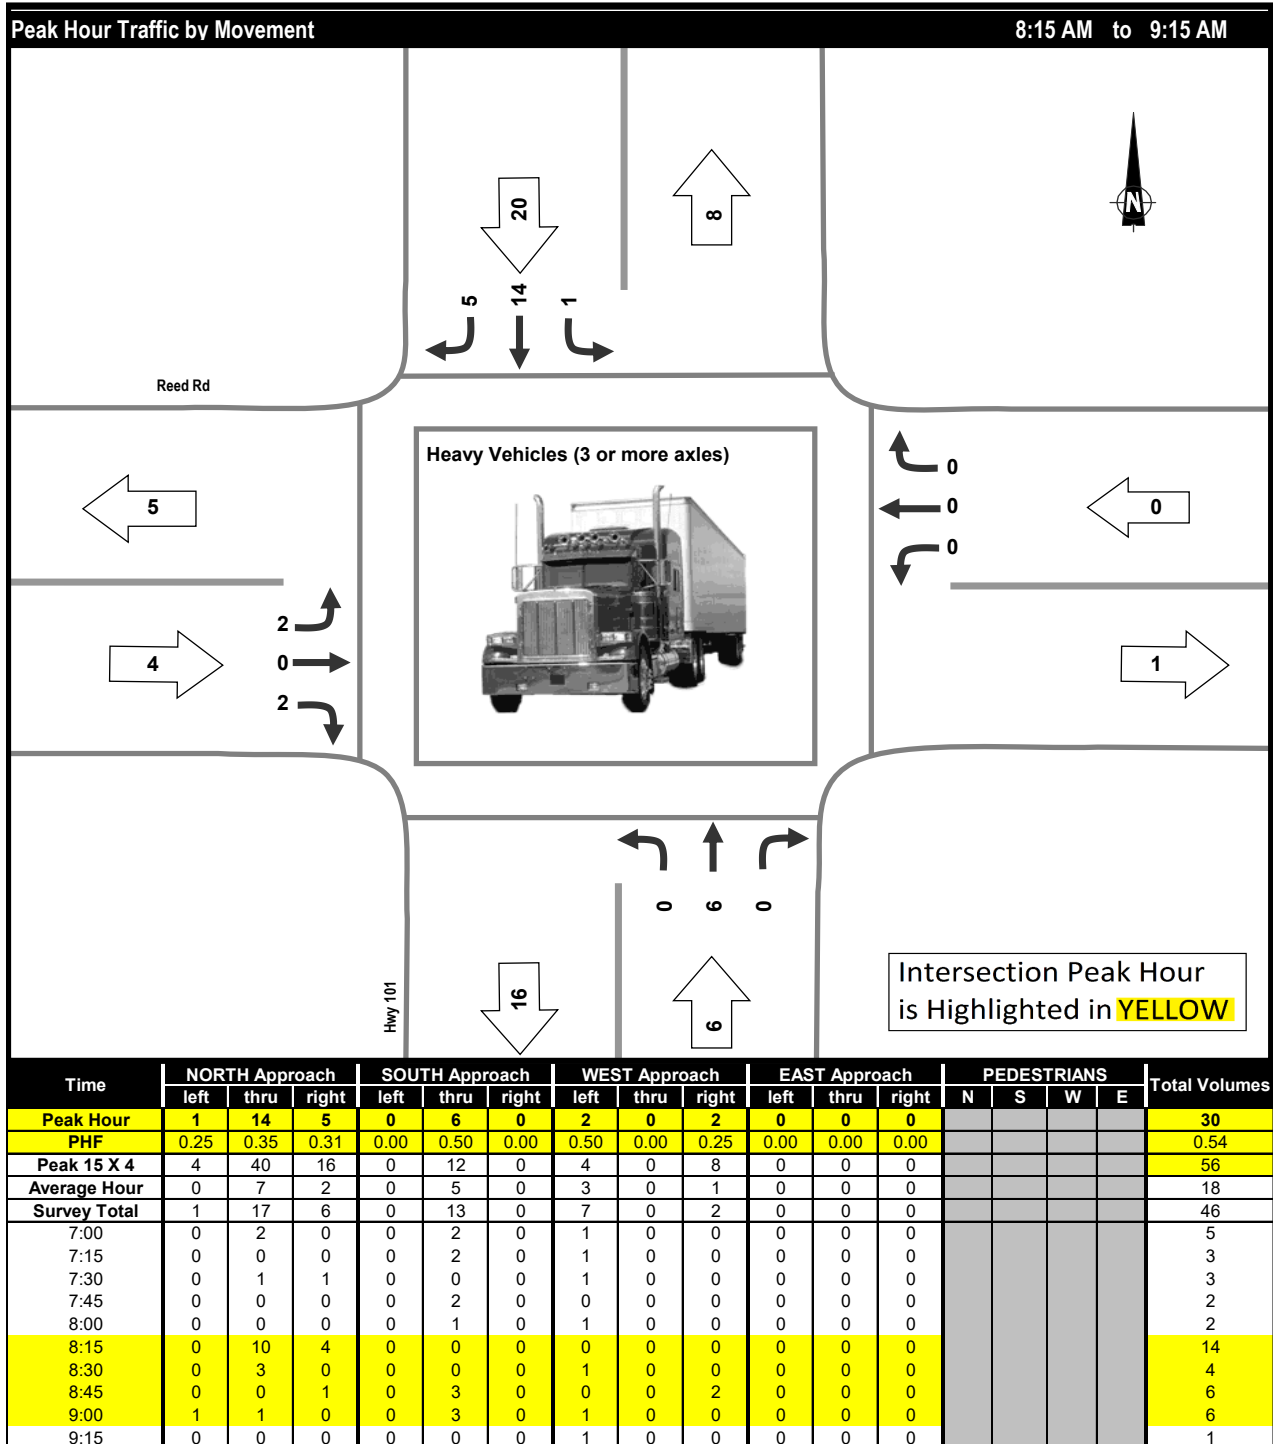 Peak Hour Traffic by Movement 8:15 AM to 9:15 AM
20 8
5 14 1
N
Reed Rd
Heavy Vehicles (3 or more axles)
0
5 0 0
0
2
4 0 1
2
0 6 0
Hwy 101
16 6
Intersection Peak Hour
is Highlighted in YELLOW
Time NORTH Approach SOUTH Approach WEST Approach EAST Approach PEDESTRIANS Total Volumes
left thru right left thru right left thru right left thru right N S W E
Peak Hour 1 14 5 0 6 0 2 0 2 0 0 0 30
PHF 0.25 0.35 0.31 0.00 0.50 0.00 0.50 0.00 0.25 0.00 0.00 0.00 0.54
Peak 15 X 4 4 40 16 0 12 0 4 0 8 0 0 0 56
Average Hour 0 7 2 0 5 0 3 0 1 0 0 0 18
Survey Total 1 17 6 0 13 0 7 0 2 0 0 0 46
7:00 0 2 0 0 2 0 1 0 0 0 0 0 5
7:15 0 0 0 0 2 0 1 0 0 0 0 0 3
7:30 0 1 1 0 0 0 1 0 0 0 0 0 3
7:45 0 0 0 0 2 0 0 0 0 0 0 0 2
8:00 0 0 0 0 1 0 1 0 0 0 0 0 2
8:15 0 10 4 0 0 0 0 0 0 0 0 0 14
8:30 0 3 0 0 0 0 1 0 0 0 0 0 4
8:45 0 0 1 0 3 0 0 0 2 0 0 0 6
9:00 1 1 0 0 3 0 1 0 0 0 0 0 6
9:15 0 0 0 0 0 0 1 0 0 0 0 0 1